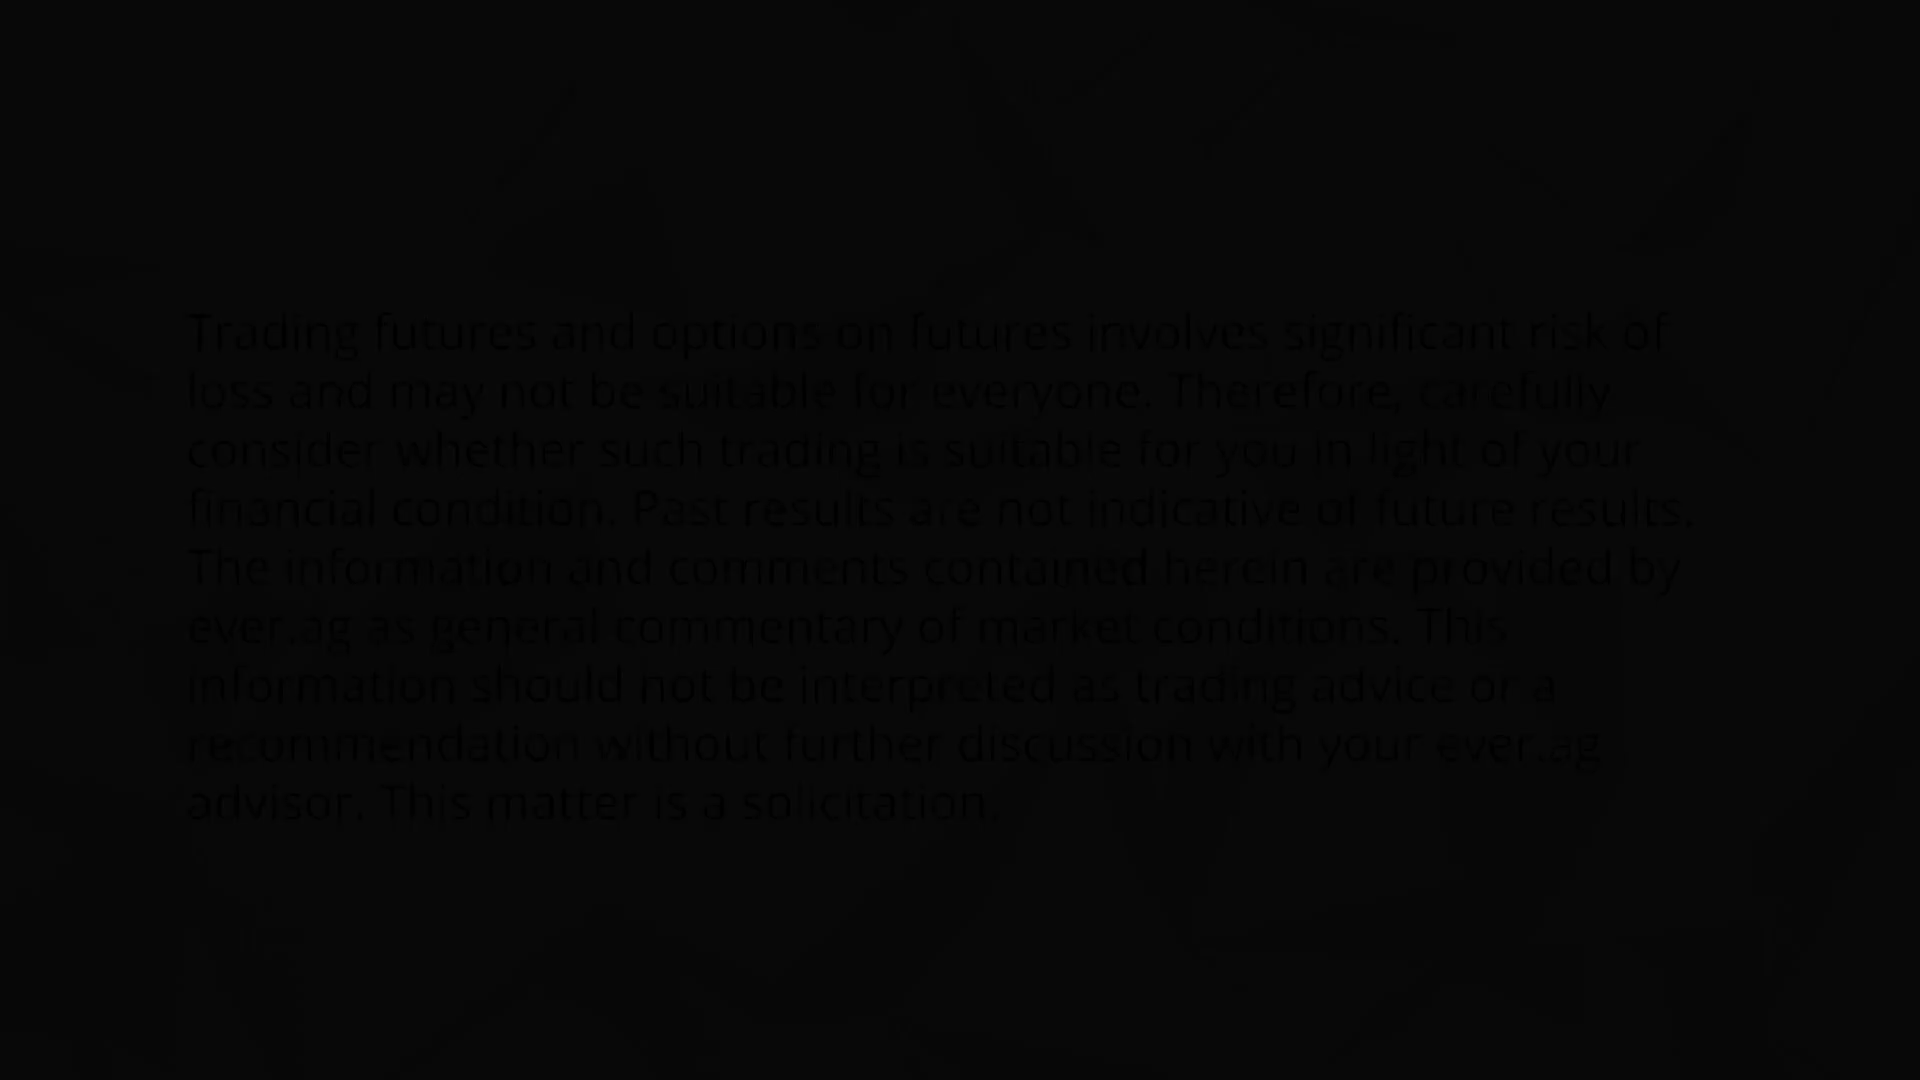 Trading futures and options on futures involves significant risk of
loss and may not be suitable for everyone. Therefore, carefully
consider whether such trading is suitable for you in light of your
financial condition. Past results are not indicative of future results.
The information and comments contained herein are provided by
ever.ag as general commentary of market conditions. This
information should not be interpreted as trading advice or a
recommendation without further discussion with your ever.ag
advisor. This matter is a solicitation.